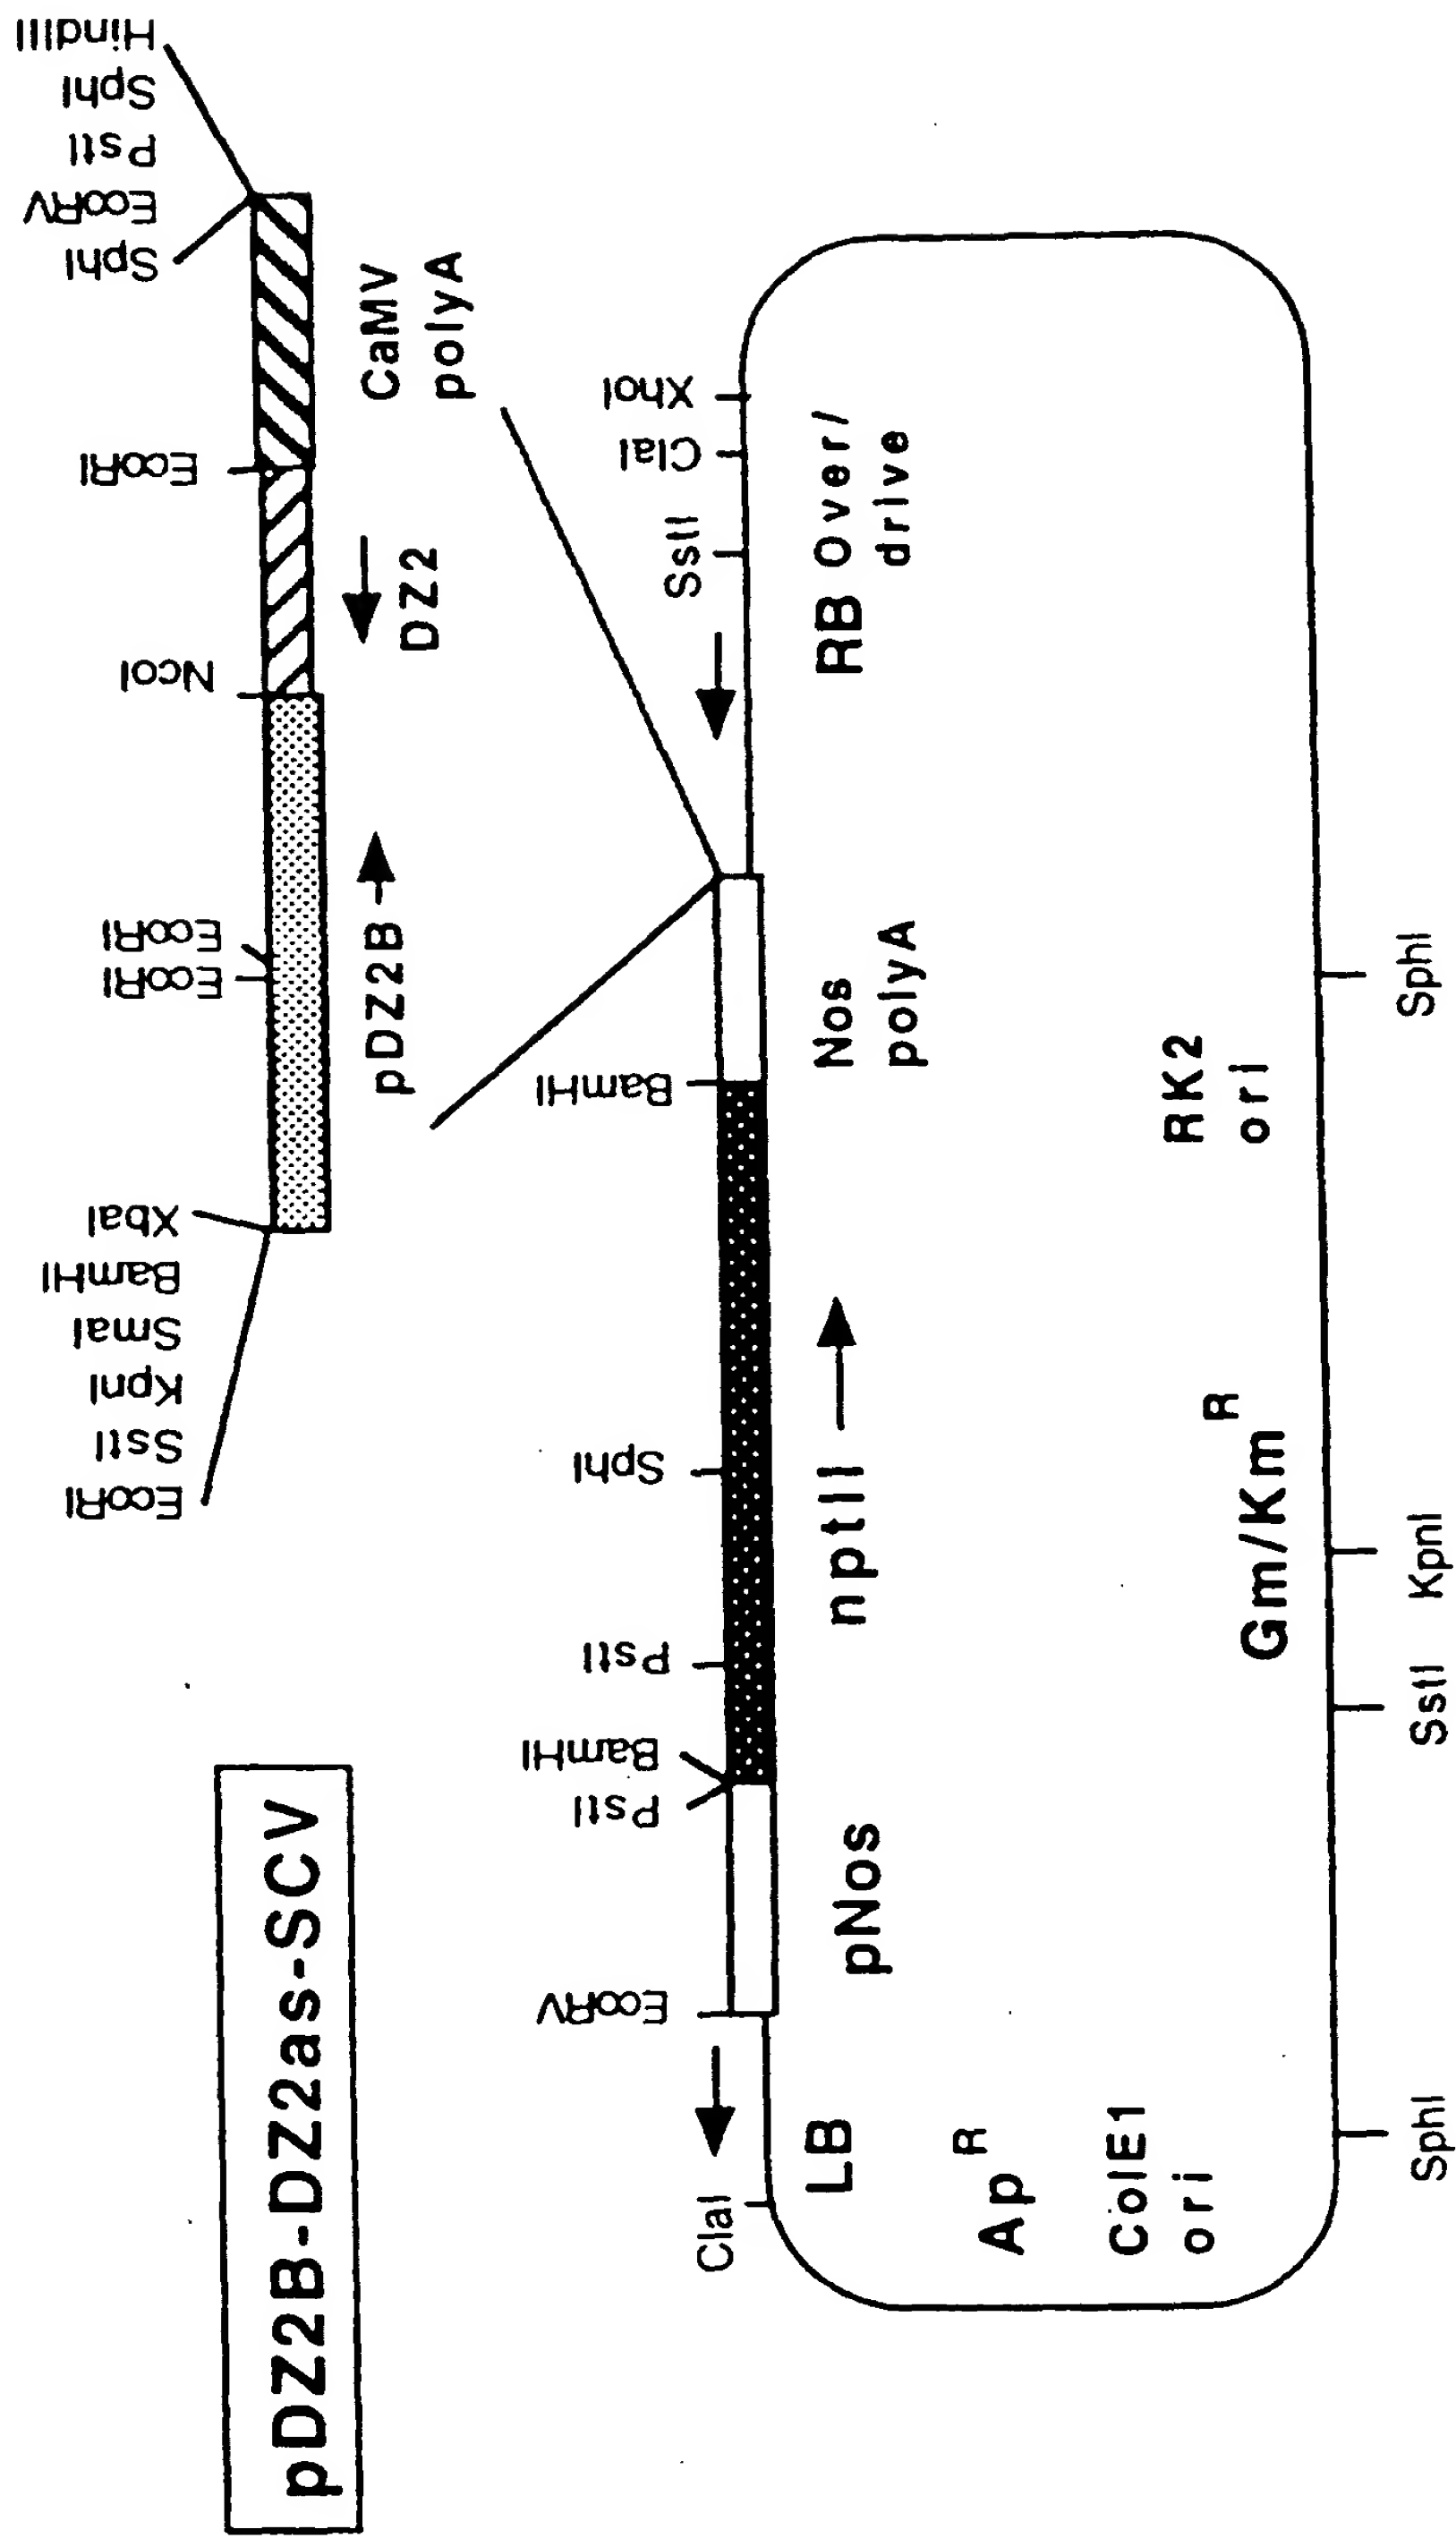 pDZ2B-DZ2as-SCV
EcoRI
SstI
KpnI
SmaI
BamHI
XbaI
EcoRI
EcoRI
NcoI
EcoRI
SphI
EcoRV
PstI
SphI
HindIII
pDZ2B
DZ2
CaMV
polyA
ClaI
EcoRV
PstI
BamHI
PstI
SphI
BamHI
SstII
ClaI
XhoI
LB
pNos
nptII
Nos
polyA
RB Over/
drive
Ap R
ColE1
ori
Gm/Km R
RK2
ori
SphI
SstI
KpnI
SphI